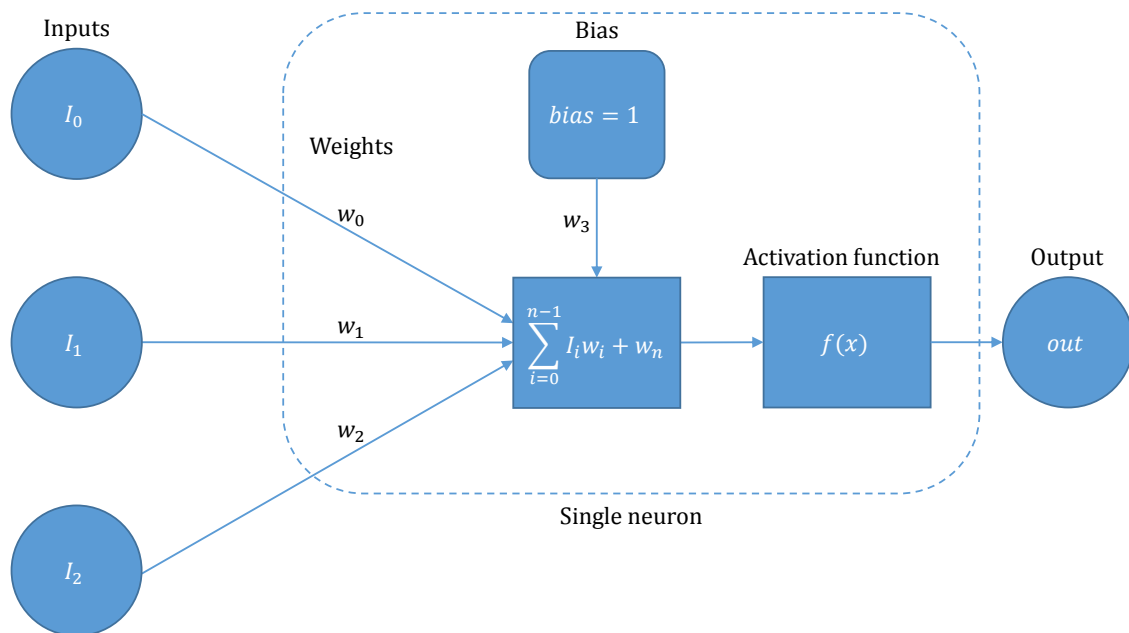 Inputs
Bias
I₀
bias = 1
Weights
w₀
w₃
Activation function
Output
I₁
w₁
∑_{i=0}^{n−1} Iᵢwᵢ + wₙ
f(x)
out
w₂
Single neuron
I₂